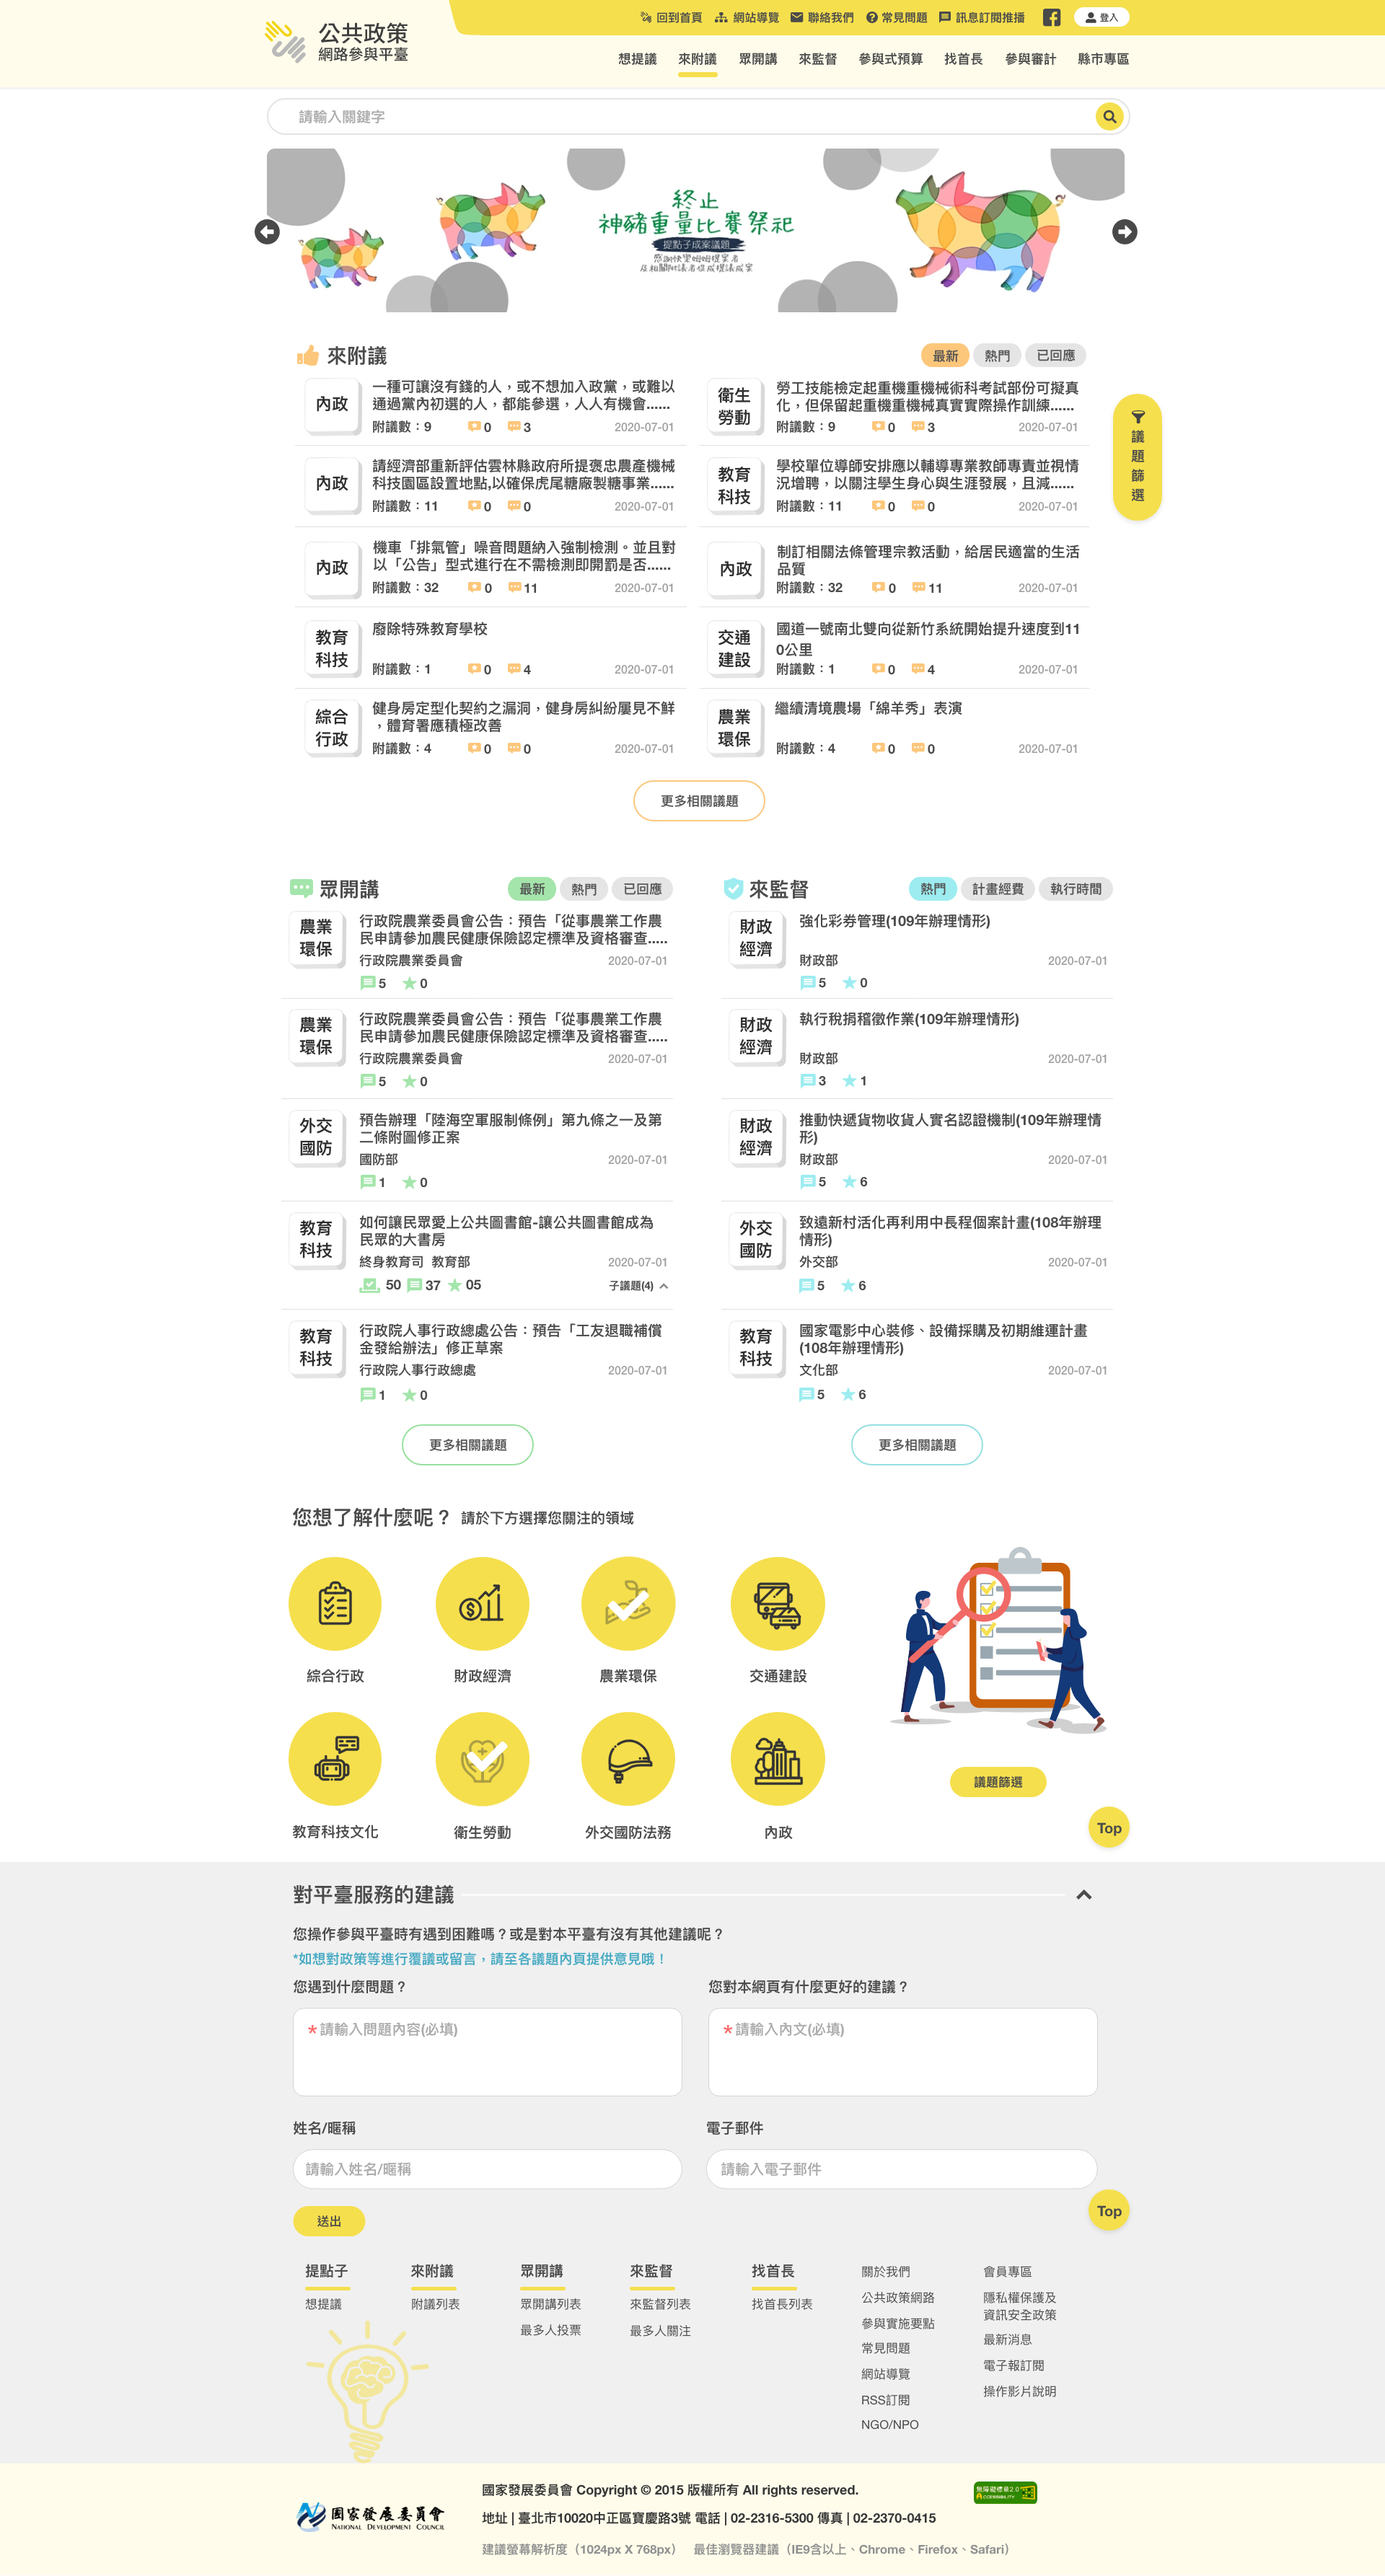 公共政策
網路參與平臺
回到首頁 網站導覽 聯絡我們 常見問題 訊息訂閱推播 登入
想提議 來附議 眾開講 來監督 參與式預算 找首長 參與審計 縣市專區
請輸入關鍵字
終止
神豬重量比賽祭祀
提點子成案議題
感謝快樂姆姆提案者
及相關附議者促成提議成案
來附議
最新 熱門 已回應
議題篩選
內政
一種可讓沒有錢的人，或不想加入政黨，或難以
通過黨內初選的人，都能參選，人人有機會......
附議數：9 0 3 2020-07-01
衛生
勞動
勞工技能檢定起重機重機械術科考試部份可擬真
化，但保留起重機重機械真實實際操作訓練......
附議數：9 0 3 2020-07-01
內政
請經濟部重新評估雲林縣政府所提褒忠農產機械
科技園區設置地點,以確保虎尾糖廠製糖事業......
附議數：11 0 0 2020-07-01
教育
科技
學校單位導師安排應以輔導專業教師專責並視情
況增聘，以關注學生身心與生涯發展，且減......
附議數：11 0 0 2020-07-01
內政
機車「排氣管」噪音問題納入強制檢測。並且對
以「公告」型式進行在不需檢測即開罰是否......
附議數：32 0 11 2020-07-01
內政
制訂相關法條管理宗教活動，給居民適當的生活
品質
附議數：32 0 11 2020-07-01
教育
科技
廢除特殊教育學校
附議數：1 0 4 2020-07-01
交通
建設
國道一號南北雙向從新竹系統開始提升速度到11
0公里
附議數：1 0 4 2020-07-01
綜合
行政
健身房定型化契約之漏洞，健身房糾紛屢見不鮮
，體育署應積極改善
附議數：4 0 0 2020-07-01
農業
環保
繼續清境農場「綿羊秀」表演
附議數：4 0 0 2020-07-01
更多相關議題
眾開講
最新 熱門 已回應
農業
環保
行政院農業委員會公告：預告「從事農業工作農
民申請參加農民健康保險認定標準及資格審查.....
行政院農業委員會 2020-07-01
5 0
農業
環保
行政院農業委員會公告：預告「從事農業工作農
民申請參加農民健康保險認定標準及資格審查.....
行政院農業委員會 2020-07-01
5 0
外交
國防
預告辦理「陸海空軍服制條例」第九條之一及第
二條附圖修正案
國防部 2020-07-01
1 0
教育
科技
如何讓民眾愛上公共圖書館-讓公共圖書館成為
民眾的大書房
終身教育司 教育部 2020-07-01
50 37 05 子議題(4)
教育
科技
行政院人事行政總處公告：預告「工友退職補償
金發給辦法」修正草案
行政院人事行政總處 2020-07-01
1 0
更多相關議題
來監督
熱門 計畫經費 執行時間
財政
經濟
強化彩券管理(109年辦理情形)
財政部 2020-07-01
5 0
財政
經濟
執行稅捐稽徵作業(109年辦理情形)
財政部 2020-07-01
3 1
財政
經濟
推動快遞貨物收貨人實名認證機制(109年辦理情
形)
財政部 2020-07-01
5 6
外交
國防
致遠新村活化再利用中長程個案計畫(108年辦理
情形)
外交部 2020-07-01
5 6
教育
科技
國家電影中心裝修、設備採購及初期維運計畫
(108年辦理情形)
文化部 2020-07-01
5 6
更多相關議題
您想了解什麼呢？ 請於下方選擇您關注的領域
綜合行政 財政經濟 農業環保 交通建設
教育科技文化 衛生勞動 外交國防法務 內政
議題篩選
Top
對平臺服務的建議
您操作參與平臺時有遇到困難嗎？或是對本平臺有沒有其他建議呢？
*如想對政策等進行覆議或留言，請至各議題內頁提供意見哦！
您遇到什麼問題？ 您對本網頁有什麼更好的建議？
*請輸入問題內容(必填) *請輸入內文(必填)
姓名/暱稱 電子郵件
請輸入姓名/暱稱 請輸入電子郵件
送出
Top
提點子 來附議 眾開講 來監督 找首長 關於我們 會員專區
想提議 附議列表 眾開講列表 來監督列表 找首長列表 公共政策網路 隱私權保護及
資訊安全政策
最多人投票 最多人關注 參與實施要點 最新消息
常見問題 電子報訂閱
網站導覽 操作影片說明
RSS訂閱
NGO/NPO
國家發展委員會
NATIONAL DEVELOPMENT COUNCIL
國家發展委員會 Copyright © 2015 版權所有 All rights reserved.
無障礙標章2.0
ACCESSIBILITY
地址 | 臺北市10020中正區寶慶路3號 電話 | 02-2316-5300 傳真 | 02-2370-0415
建議螢幕解析度（1024px X 768px） 最佳瀏覽器建議（IE9含以上、Chrome、Firefox、Safari）